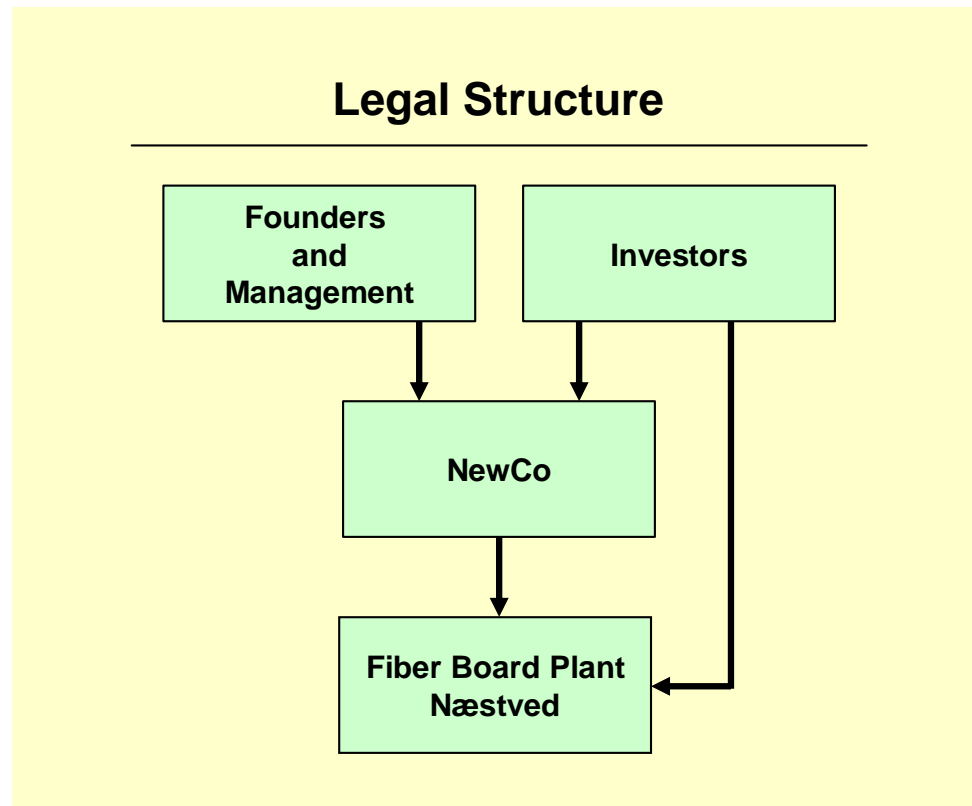 Legal Structure
Founders
and
Management
Investors
NewCo
Fiber Board Plant
Næstved